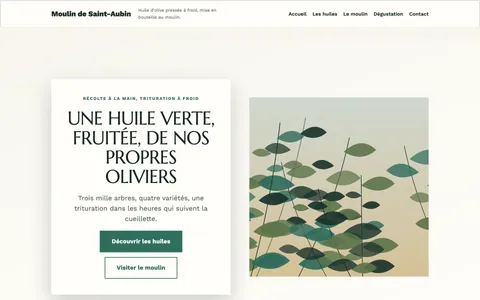 Moulin de Saint-Aubin
Huile d'olive pressée à froid, mise en
bouteille au moulin.
Accueil Les huiles Le moulin Dégustation Contact
RÉCOLTE À LA MAIN, TRITURATION À FROID
UNE HUILE VERTE,
FRUITÉE, DE NOS
PROPRES
OLIVIERS
Trois mille arbres, quatre variétés, une
trituration dans les heures qui suivent la
cueillette.
Découvrir les huiles
Visiter le moulin